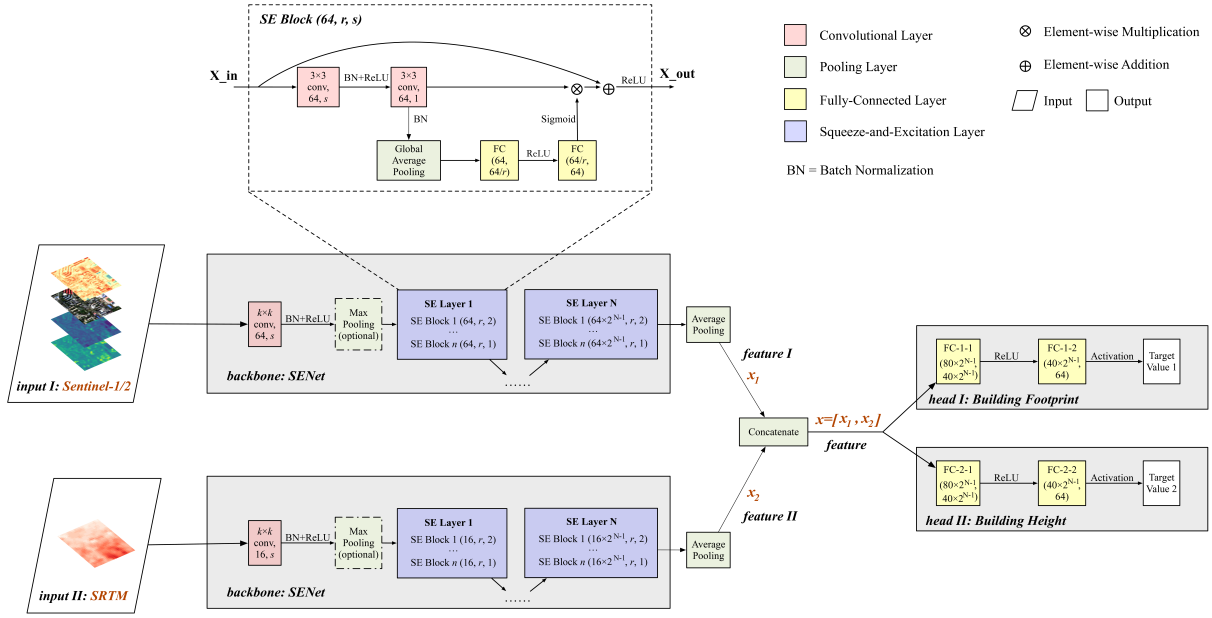 SE Block (64, r, s)
X_in
3×3
conv,
64, s
BN+ReLU
3×3
conv,
64, 1
ReLU
X_out
BN
Sigmoid
Global
Average
Pooling
FC
(64,
64/r)
ReLU
FC
(64/r,
64)
Convolutional Layer
Pooling Layer
Fully-Connected Layer
Squeeze-and-Excitation Layer
BN = Batch Normalization
Element-wise Multiplication
Element-wise Addition
Input
Output
input I: Sentinel-1/2
k×k
conv,
64, s
BN+ReLU
Max
Pooling
(optional)
SE Layer 1
SE Block 1 (64, r, 2)
...
SE Block n (64, r, 1)
SE Layer N
SE Block 1 (64×2^N-1, r, 2)
...
SE Block n (64×2^N-1, r, 1)
......
backbone: SENet
Average
Pooling
feature I
x1
input II: SRTM
k×k
conv,
16, s
BN+ReLU
Max
Pooling
(optional)
SE Layer 1
SE Block 1 (16, r, 2)
...
SE Block n (16, r, 1)
SE Layer N
SE Block 1 (16×2^N-1, r, 2)
...
SE Block n (16×2^N-1, r, 1)
......
backbone: SENet
Average
Pooling
x2
feature II
Concatenate
x=[x1 , x2]
feature
FC-1-1
(80×2^N-1,
40×2^N-1)
ReLU
FC-1-2
(40×2^N-1,
64)
Activation
Target
Value 1
head I: Building Footprint
FC-2-1
(80×2^N-1,
40×2^N-1)
ReLU
FC-2-2
(40×2^N-1,
64)
Activation
Target
Value 2
head II: Building Height